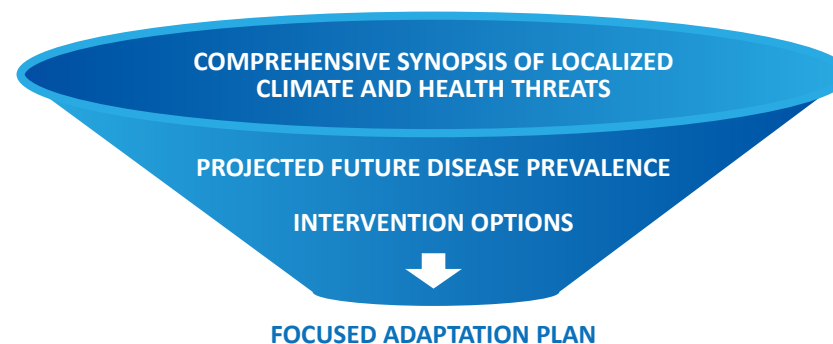 COMPREHENSIVE SYNOPSIS OF LOCALIZED
CLIMATE AND HEALTH THREATS
PROJECTED FUTURE DISEASE PREVALENCE
INTERVENTION OPTIONS
FOCUSED ADAPTATION PLAN